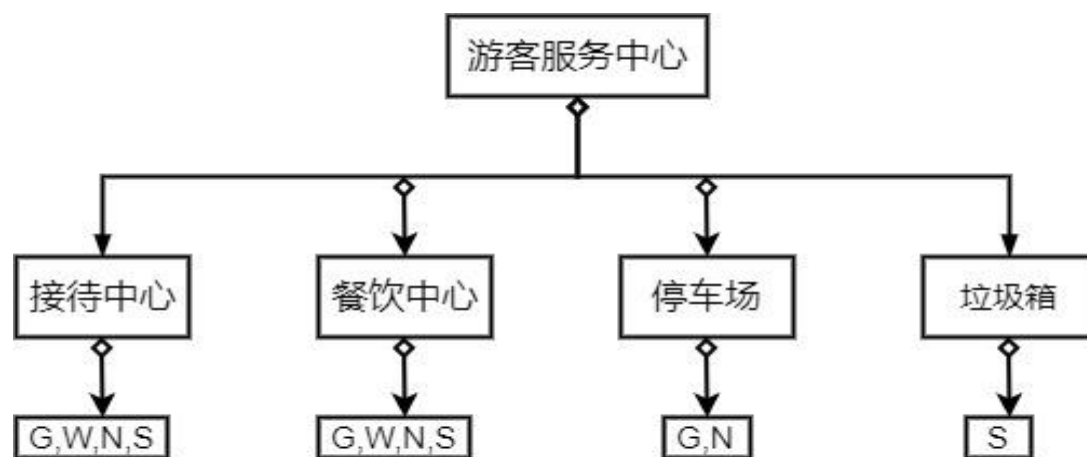 游客服务中心
接待中心
餐饮中心
停车场
垃圾箱
G,W,N,S
G,W,N,S
G,N
S